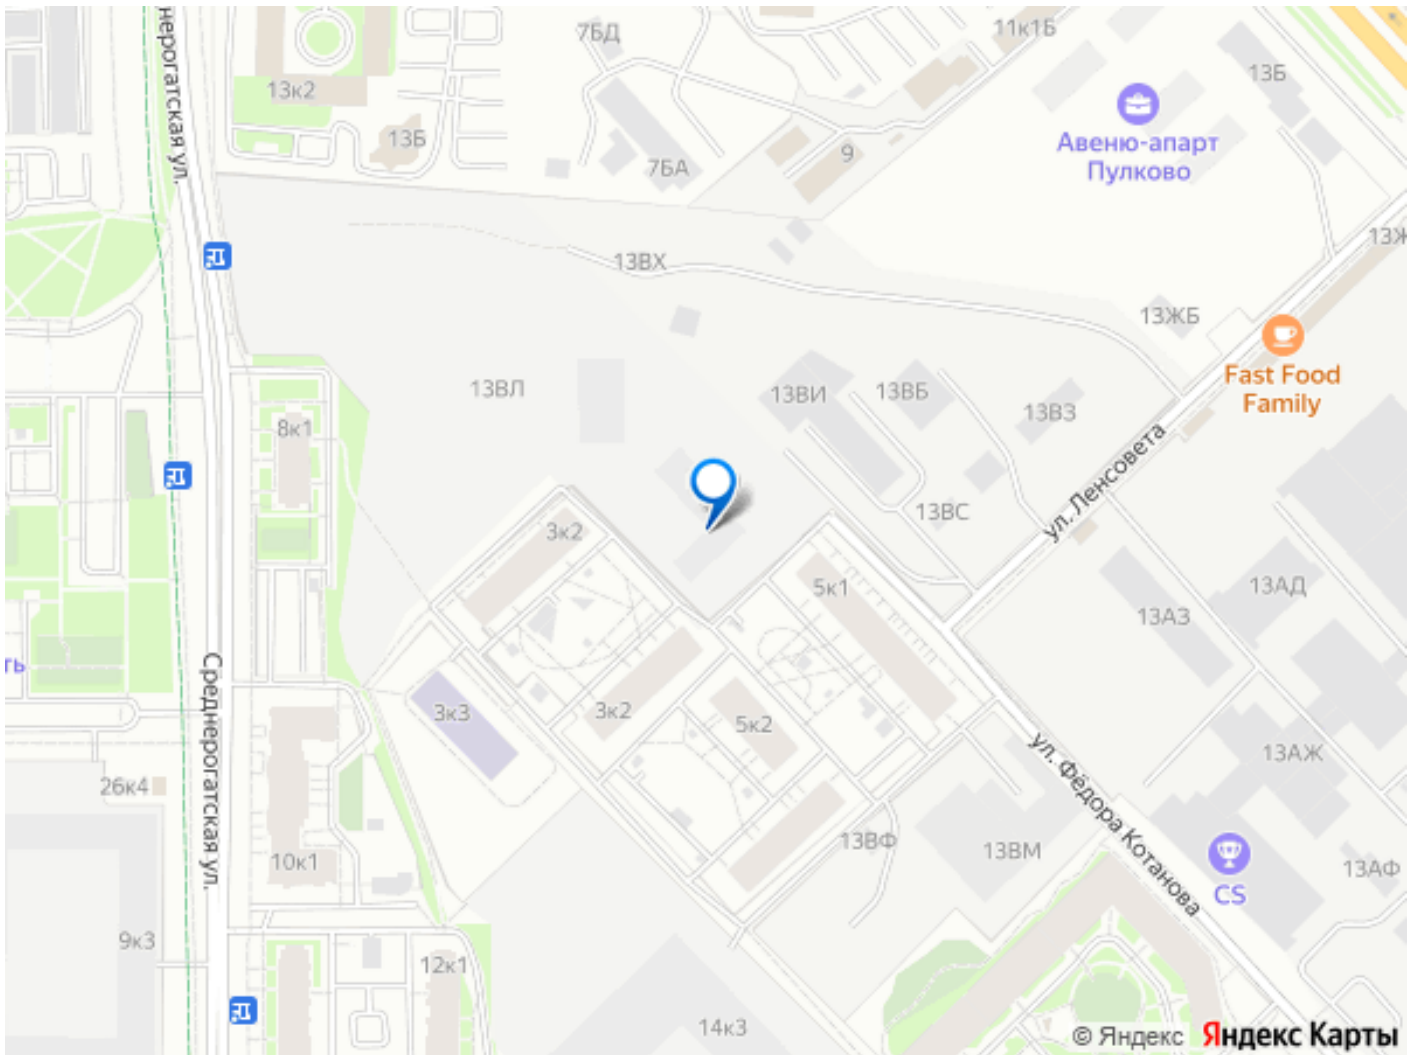 нерогатская ул.
7БД
11к1Б
13Б
13к2
13Б
7БА
9
Авеню-апарт
Пулково
13Ж
13ВХ
13ЖБ
Fast Food
Family
13ВЛ
13ВИ
13ВБ
13ВЗ
8к1
ул. Ленсовета
13ВС
3к2
5к1
13АД
13АЗ
ть
Среднерогатская ул.
3к3
3к2
5к2
ул. Фёдора Котанова
13АЖ
26к4
13ВФ
13ВМ
10к1
CS
13АФ
9к3
12к1
14к3
© Яндекс Яндекс Карты